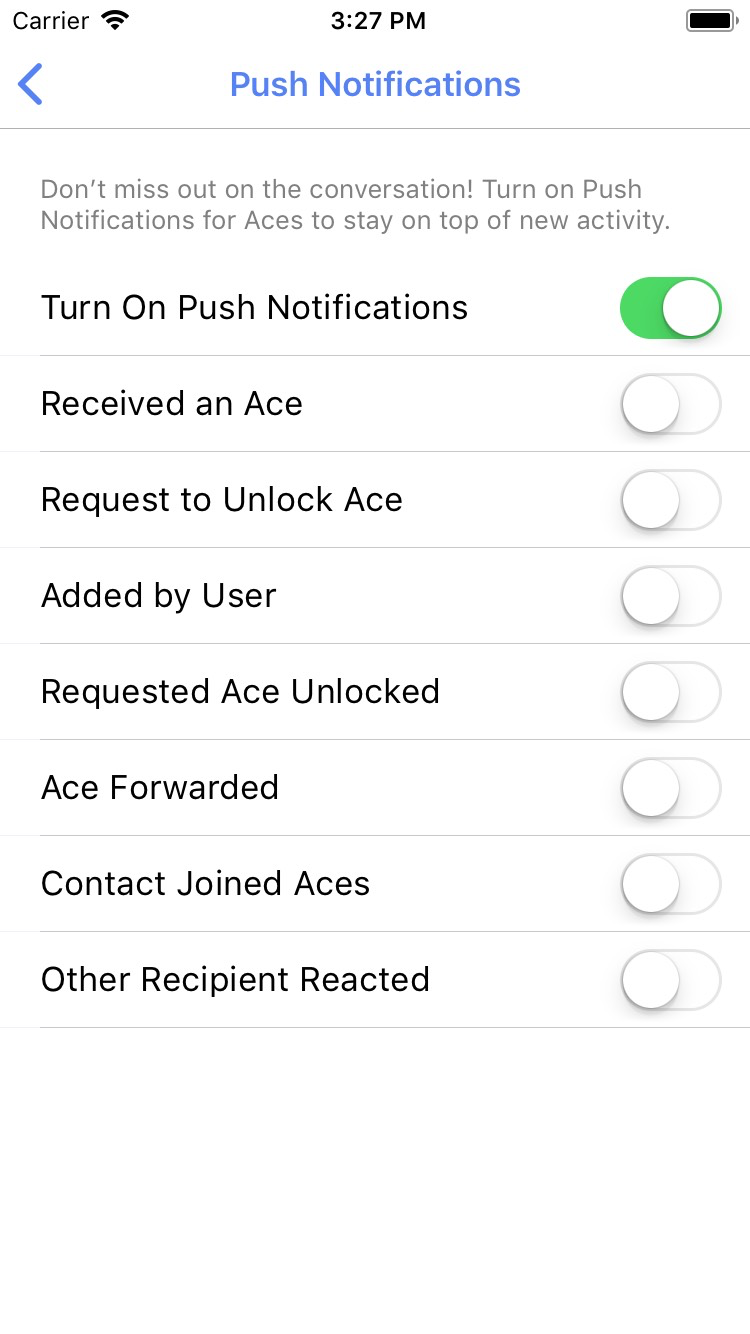 Carrier 3:27 PM
Push Notifications
Don’t miss out on the conversation! Turn on Push
Notifications for Aces to stay on top of new activity.
Turn On Push Notifications
Received an Ace
Request to Unlock Ace
Added by User
Requested Ace Unlocked
Ace Forwarded
Contact Joined Aces
Other Recipient Reacted